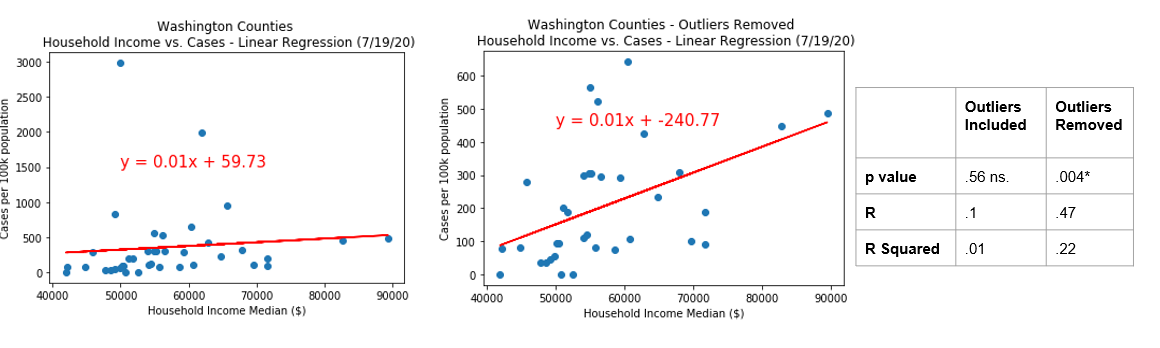 Washington Counties
Household Income vs. Cases - Linear Regression (7/19/20)
3000
2500
2000
1500
1000
500
0
Cases per 100k population
y = 0.01x + 59.73
40000 50000 60000 70000 80000 90000
Household Income Median ($)
Washington Counties - Outliers Removed
Household Income vs. Cases - Linear Regression (7/19/20)
600
500
400
300
200
100
0
Cases per 100k population
y = 0.01x + -240.77
40000 50000 60000 70000 80000 90000
Household Income Median ($)
Outliers Included Outliers Removed
p value .56 ns. .004*
R .1 .47
R Squared .01 .22